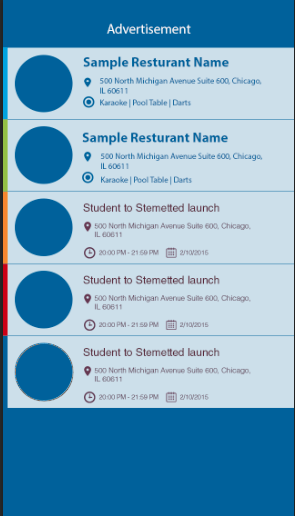 Advertisement
Sample Resturant Name
500 North Michigan Avenue Suite 600, Chicago,
IL 60611
Karaoke | Pool Table | Darts
Sample Resturant Name
500 North Michigan Avenue Suite 600, Chicago,
IL 60611
Karaoke | Pool Table | Darts
Student to Stemetted launch
500 North Michigan Avenue Suite 600, Chicago,
IL 60611
20:00 PM - 21:59 PM 2/10/2015
Student to Stemetted launch
500 North Michigan Avenue Suite 600, Chicago,
IL 60611
20:00 PM - 21:59 PM 2/10/2015
Student to Stemetted launch
500 North Michigan Avenue Suite 600, Chicago,
IL 60611
20:00 PM - 21:59 PM 2/10/2015